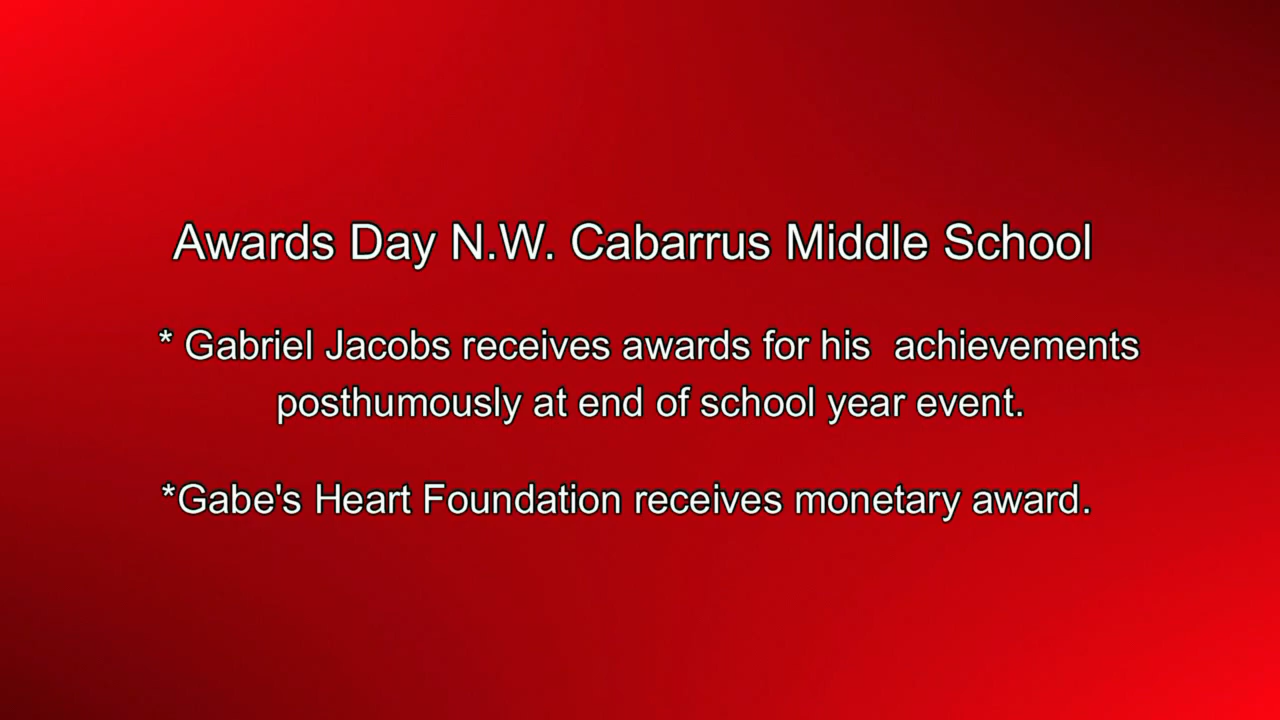 Awards Day N.W. Cabarrus Middle School
* Gabriel Jacobs receives awards for his  achievements
posthumously at end of school year event.
*Gabe's Heart Foundation receives monetary award.